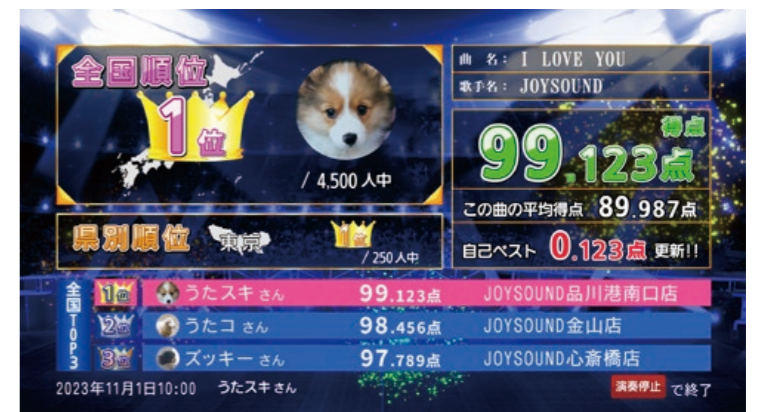 全国順位
1位
/ 4,500人中
県別順位 東京 1位
/ 250人中
曲 名: I LOVE YOU
歌手名: JOYSOUND
得点
99.123点
この曲の平均得点 89.987点
自己ベスト 0.123点 更新!!
全国TOP3
1位 うたスキ さん 99.123点 JOYSOUND品川港南口店
2位 うたコ さん 98.456点 JOYSOUND金山店
3位 ズッキー さん 97.789点 JOYSOUND心斎橋店
2023年11月1日10:00 うたスキ さん 演奏停止 で終了